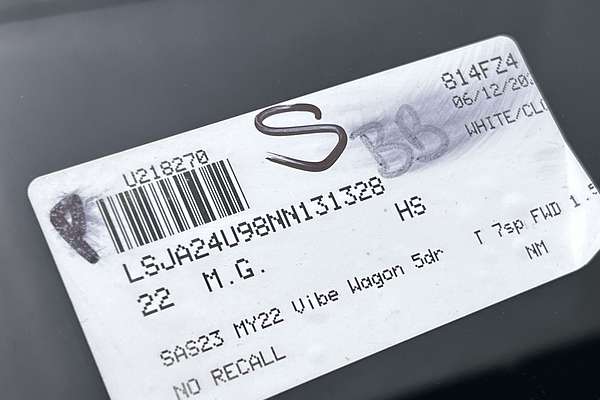 814FZ4
06/12/20
U218270
S BB
WHITE/CL
R
LSJA24U98NN131328
22 M.G. HS
SAS23 MY22 Vibe Wagon 5dr T 7sp FWD 1.5
NO RECALL NM